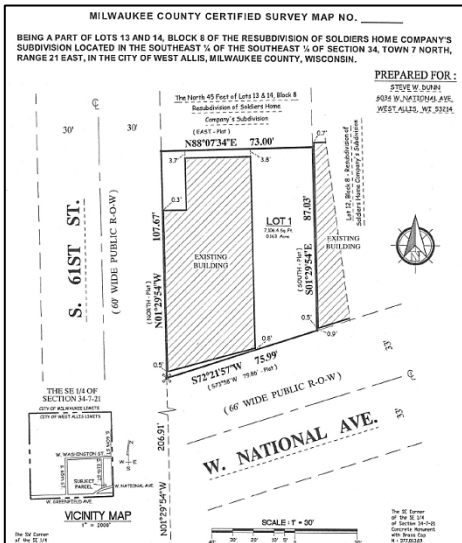 MILWAUKEE COUNTY CERTIFIED SURVEY MAP NO.
BEING A PART OF LOTS 13 AND 14, BLOCK 8 OF THE RESUBDIVISION OF SOLDIERS HOME COMPANY'S
SUBDIVISION LOCATED IN THE SOUTHEAST ¼ OF THE SOUTHEAST ¼ OF SECTION 34, TOWN 7 NORTH,
RANGE 21 EAST, IN THE CITY OF WEST ALLIS, MILWAUKEE COUNTY, WISCONSIN.
PREPARED FOR :
STEVE W. DUNN
6034 W. NATIONAL AVE.
WEST ALLIS, WI 53214
The North 45 Feet of Lots 13 & 14, Block 8
Resubdivision of Soldiers Home
Company's Subdivision
30'
30'
(EAST - Plat)
N88°07'34"E 73.00'
0.7'
3.7'
3.8'
0.3'
Lot 12, Block 8 - Resubdivision of
Soldiers Home Company's Subdivision
S. 61ST ST.
(60' WIDE PUBLIC R-O-W)
(NORTH - Plat)
N01°29'54"W 107.67'
LOT 1
7,106.4 Sq. Ft.
0.163 Acre
EXISTING
BUILDING
(SOUTH - Plat)
S01°29'54"E 87.03'
EXISTING
BUILDING
N
0.5'
0.8'
0.5'
0.9'
S72°21'57"W 75.99'
33'
(66' WIDE PUBLIC R-O-W)
33'
W. NATIONAL AVE.
206.91'
N01°29'54"W
THE SE 1/4 OF
SECTION 34-7-21
CITY OF MILWAUKEE LIMITS
CITY OF WEST ALLIS LIMITS
W. WASHINGTON ST.
SUBJECT
PARCEL
W. NATIONAL AVE.
W. GREENFIELD AVE.
VICINITY MAP
1" = 2000'
SCALE : 1" = 30'
The SW Corner
of the SE 1/4
The SE Corner
of the SE 1/4
of Section 34-7-21
Concrete Monument
with Brass Cap